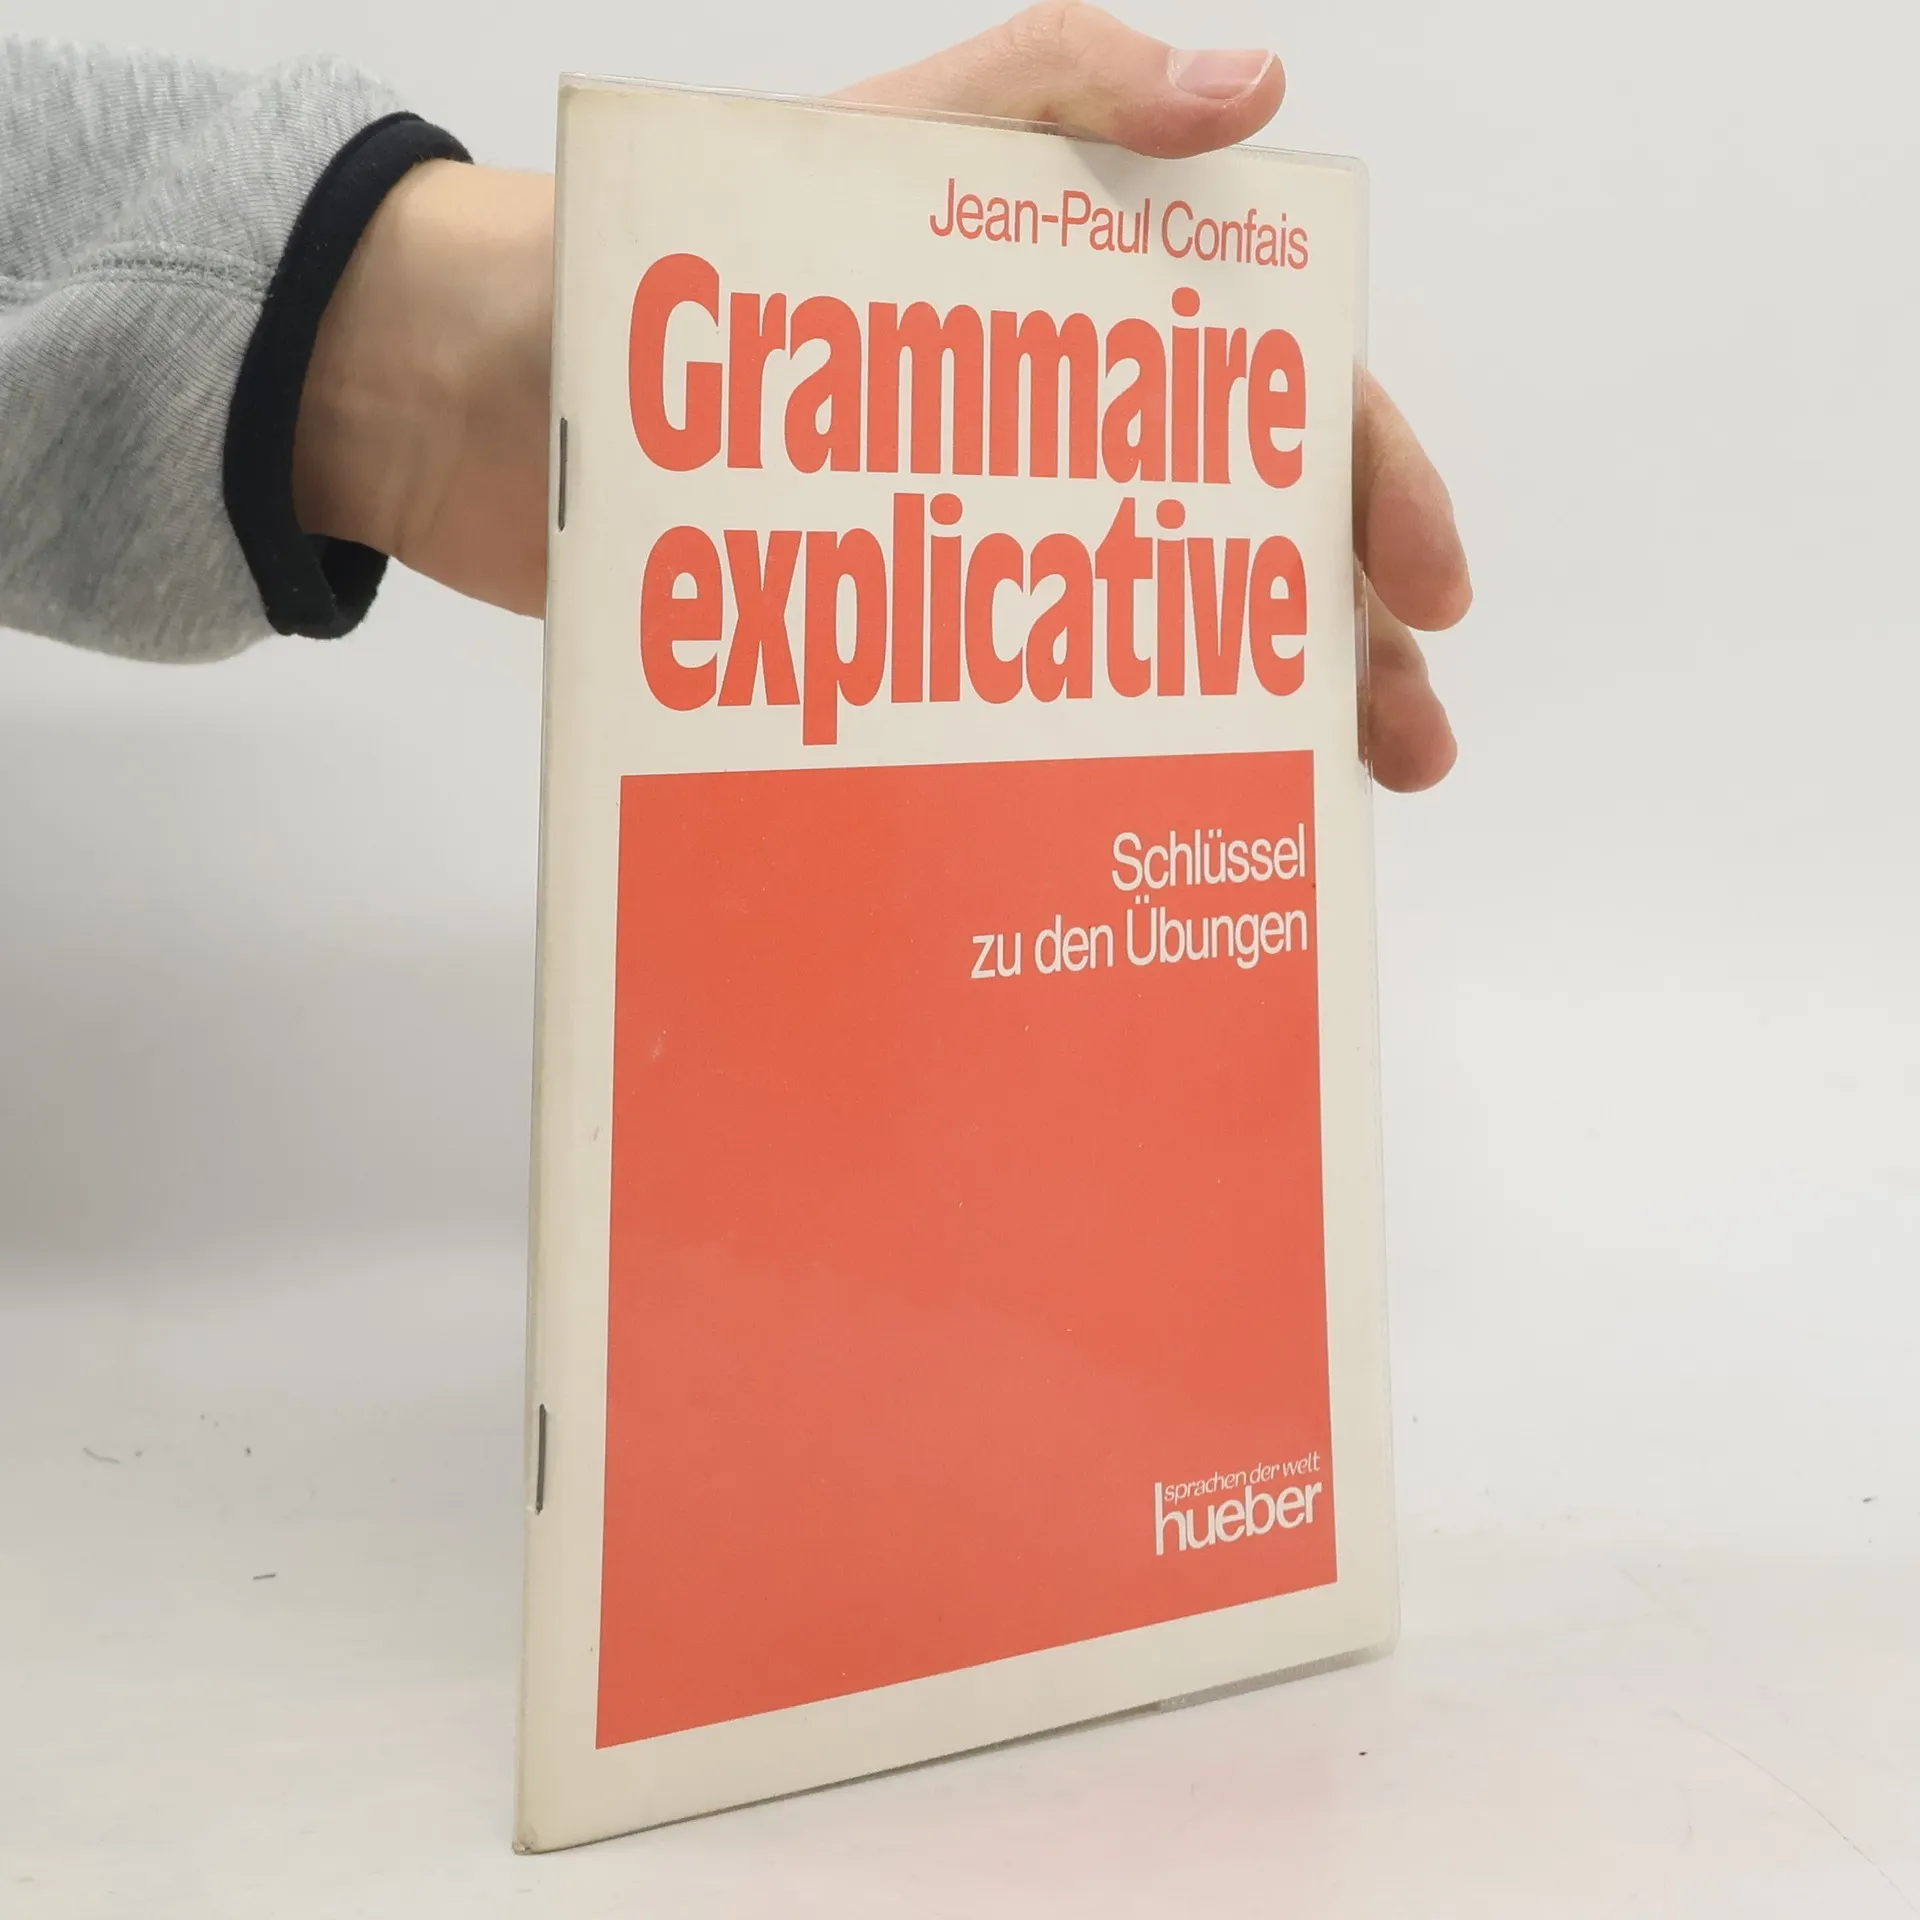 Jean-Paul Confais
Grammaire
explicative
Schlüssel
zu den Übungen
sprachen der welt
hueber